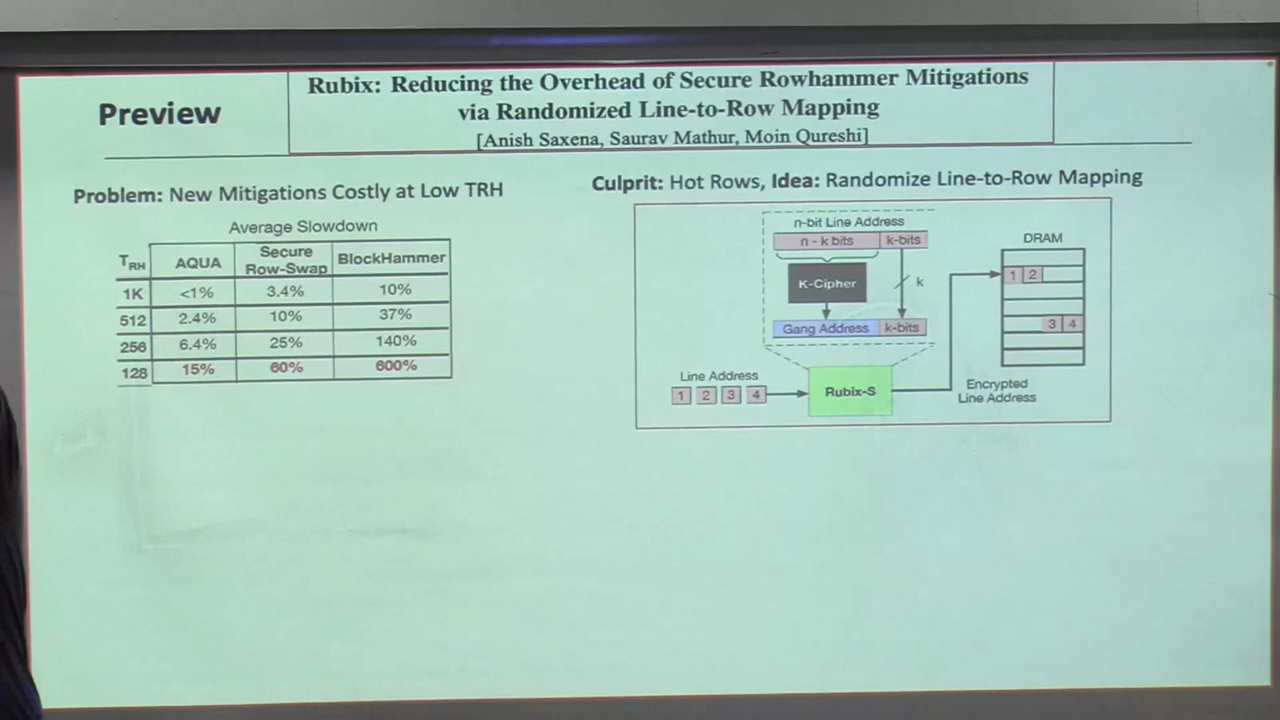 Preview
Rubix: Reducing the Overhead of Secure Rowhammer Mitigations
via Randomized Line-to-Row Mapping
[Anish Saxena, Saurav Mathur, Moin Qureshi]
Problem: New Mitigations Costly at Low TRH
Average Slowdown
TRH AQUA Secure Row-Swap BlockHammer
1K <1% 3.4% 10%
512 2.4% 10% 37%
256 6.4% 25% 140%
128 15% 60% 600%
Culprit: Hot Rows, Idea: Randomize Line-to-Row Mapping
n-bit Line Address
n - k bits k-bits
K-Cipher
k
Gang Address k-bits
Line Address
1 2 3 4
Rubix-S
DRAM
1 2
3 4
Encrypted
Line Address